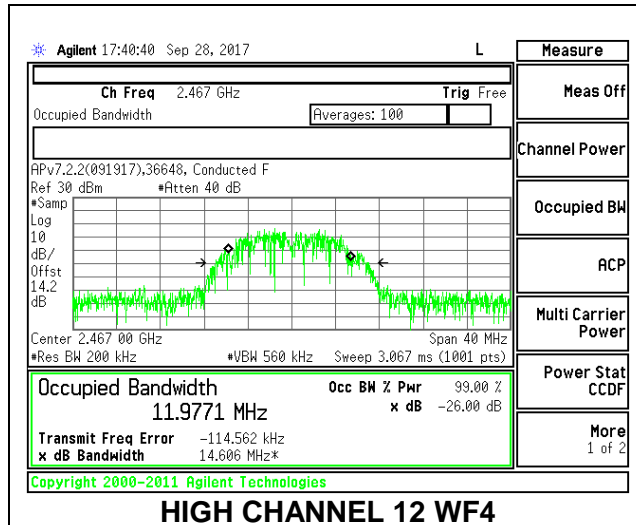 Agilent 17:40:40 Sep 28, 2017 L
Measure
Ch Freq 2.467 GHz Trig Free
Meas Off
Occupied Bandwidth Averages: 100
Channel Power
APv7.2.2(091917),36648, Conducted F
Ref 30 dBm #Atten 40 dB
#Samp
Log
10
dB/
Offst
14.2
dB
Occupied BW
ACP
Center 2.467 00 GHz Span 40 MHz
#Res BW 200 kHz #VBW 560 kHz Sweep 3.067 ms (1001 pts)
Multi Carrier
Power
Occupied Bandwidth Occ BW % Pwr 99.00 %
11.9771 MHz x dB -26.00 dB
Power Stat
CCDF
Transmit Freq Error -114.562 kHz
x dB Bandwidth 14.606 MHz*
More
1 of 2
Copyright 2000-2011 Agilent Technologies
HIGH CHANNEL 12 WF4